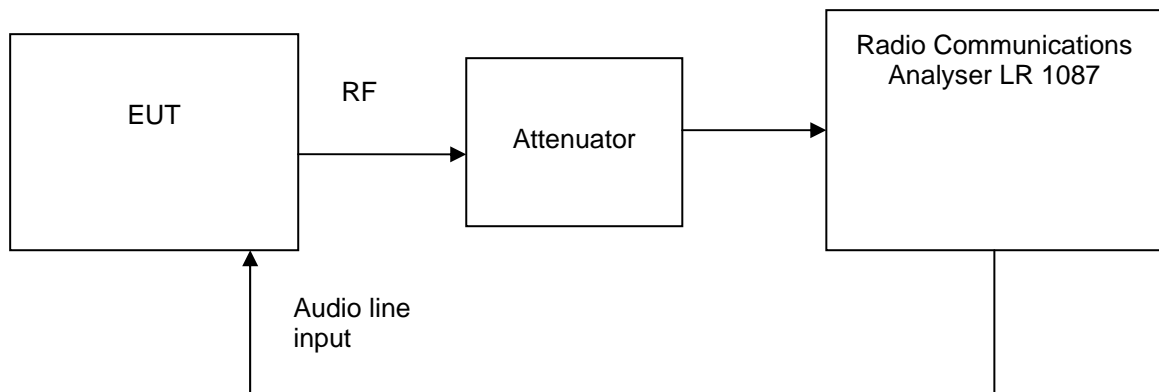 EUT
RF
Attenuator
Radio Communications
Analyser LR 1087
Audio line
input